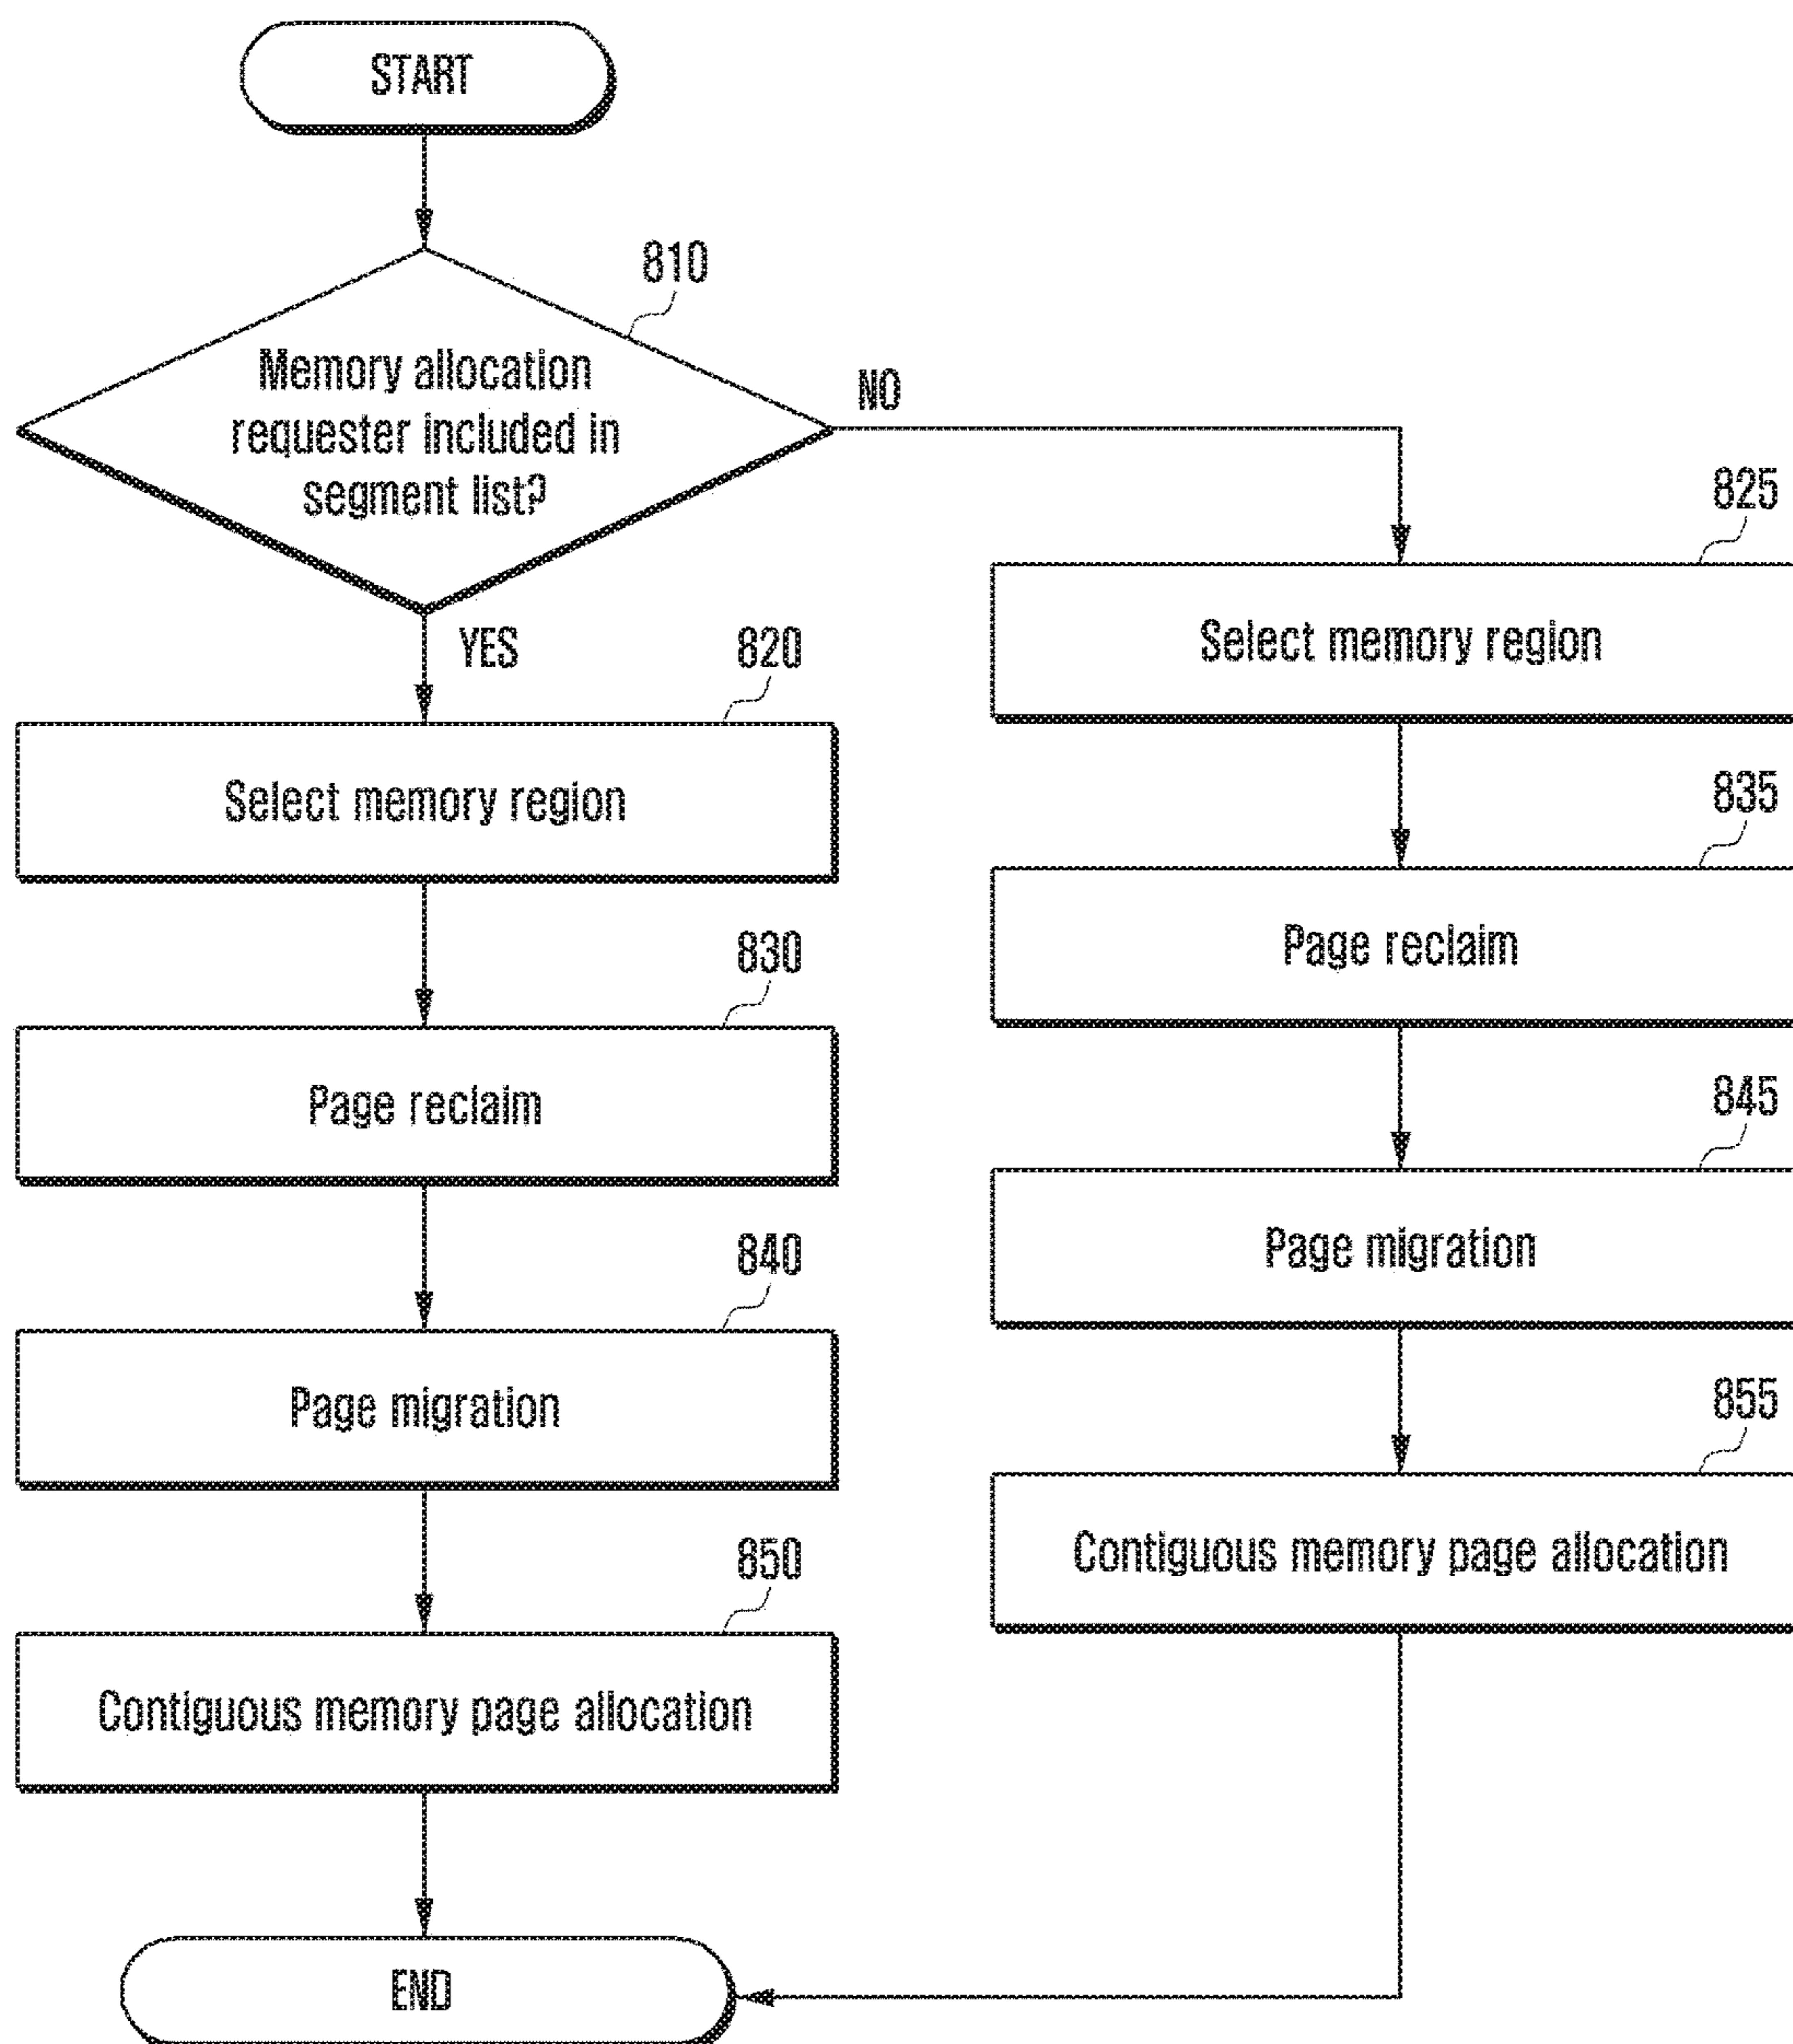 START
810
Memory allocation
requester included in
segment list?
NO
YES
820
Select memory region
830
Page reclaim
840
Page migration
850
Contiguous memory page allocation
825
Select memory region
835
Page reclaim
845
Page migration
855
Contiguous memory page allocation
END